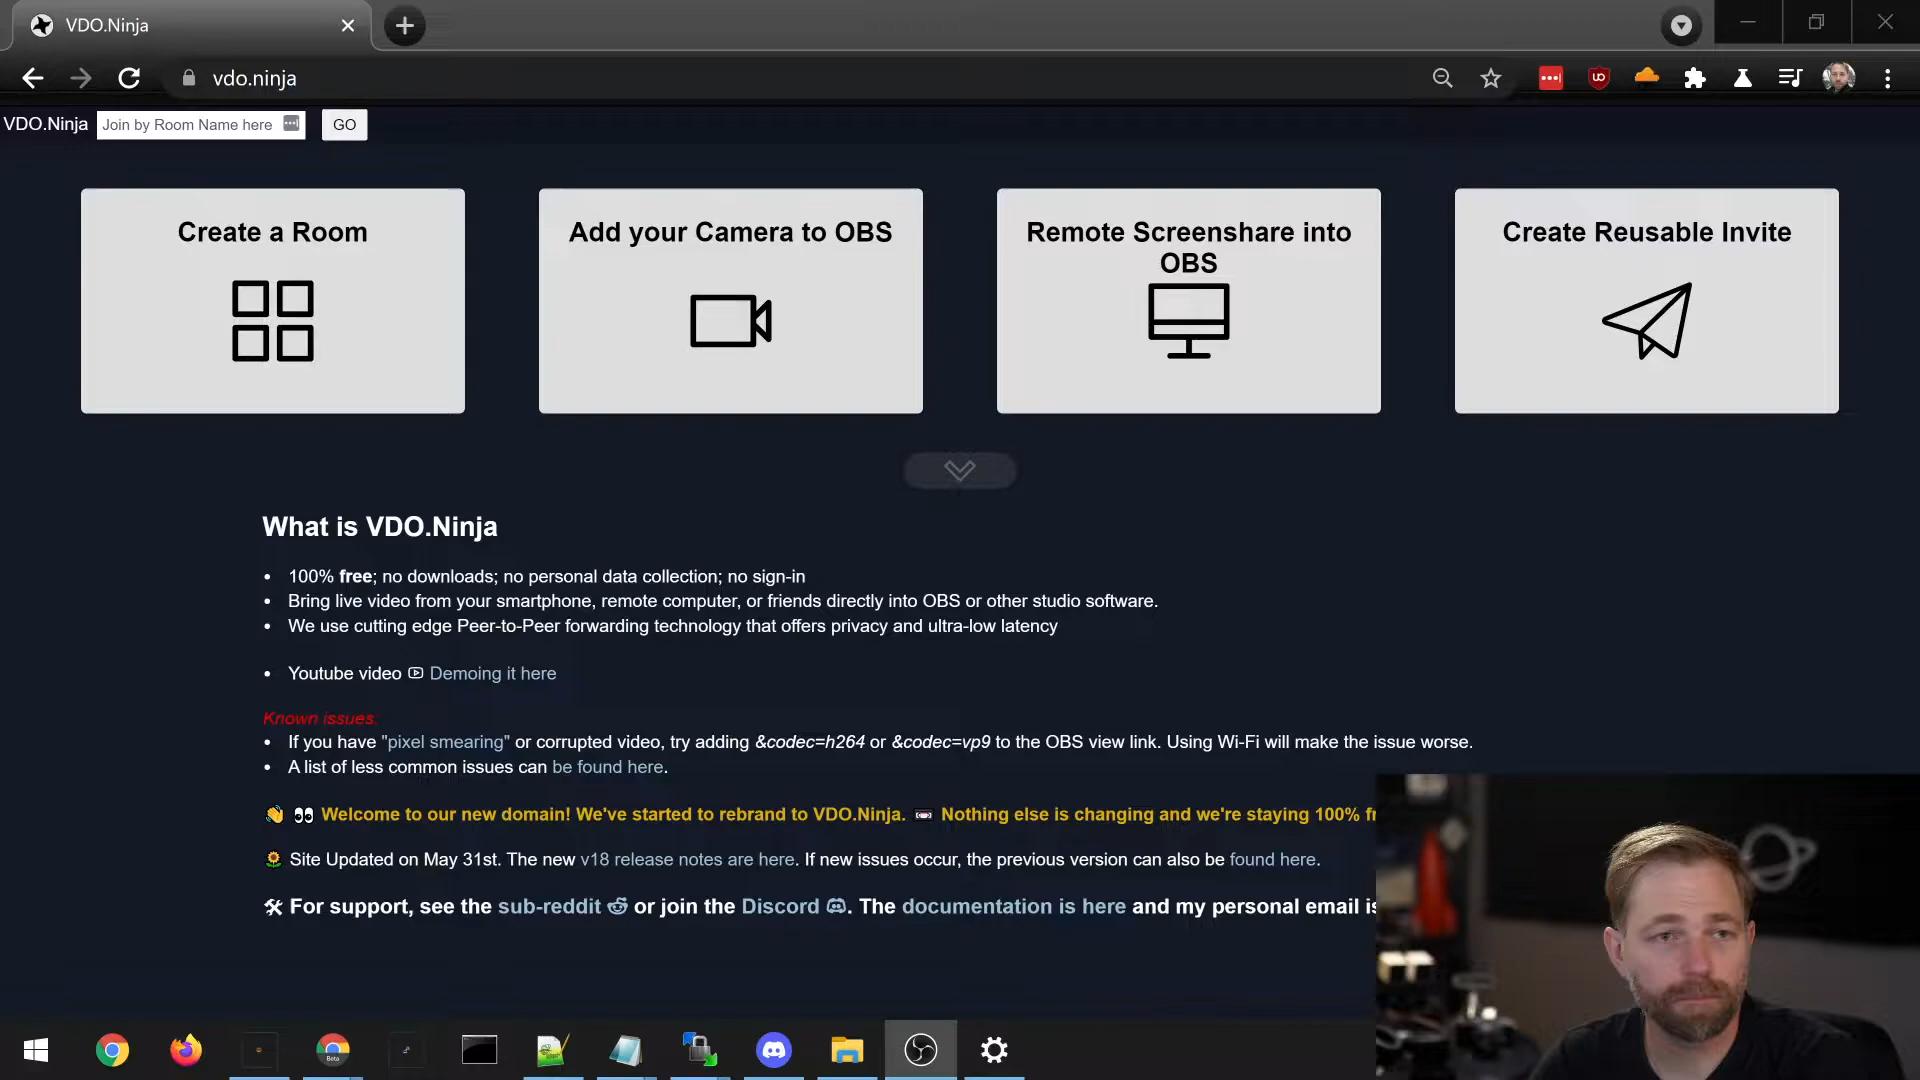 VDO.Ninja
vdo.ninja
VDO.Ninja Join by Room Name here GO
Create a Room
Add your Camera to OBS
Remote Screenshare into
OBS
Create Reusable Invite
What is VDO.Ninja
100% free; no downloads; no personal data collection; no sign-in
Bring live video from your smartphone, remote computer, or friends directly into OBS or other studio software.
We use cutting edge Peer-to-Peer forwarding technology that offers privacy and ultra-low latency
Youtube video Demoing it here
Known issues:
If you have "pixel smearing" or corrupted video, try adding &codec=h264 or &codec=vp9 to the OBS view link. Using Wi-Fi will make the issue worse.
A list of less common issues can be found here.
Welcome to our new domain! We've started to rebrand to VDO.Ninja. Nothing else is changing and we're staying 100% fr
Site Updated on May 31st. The new v18 release notes are here. If new issues occur, the previous version can also be found here.
For support, see the sub-reddit or join the Discord. The documentation is here and my personal email is
Beta